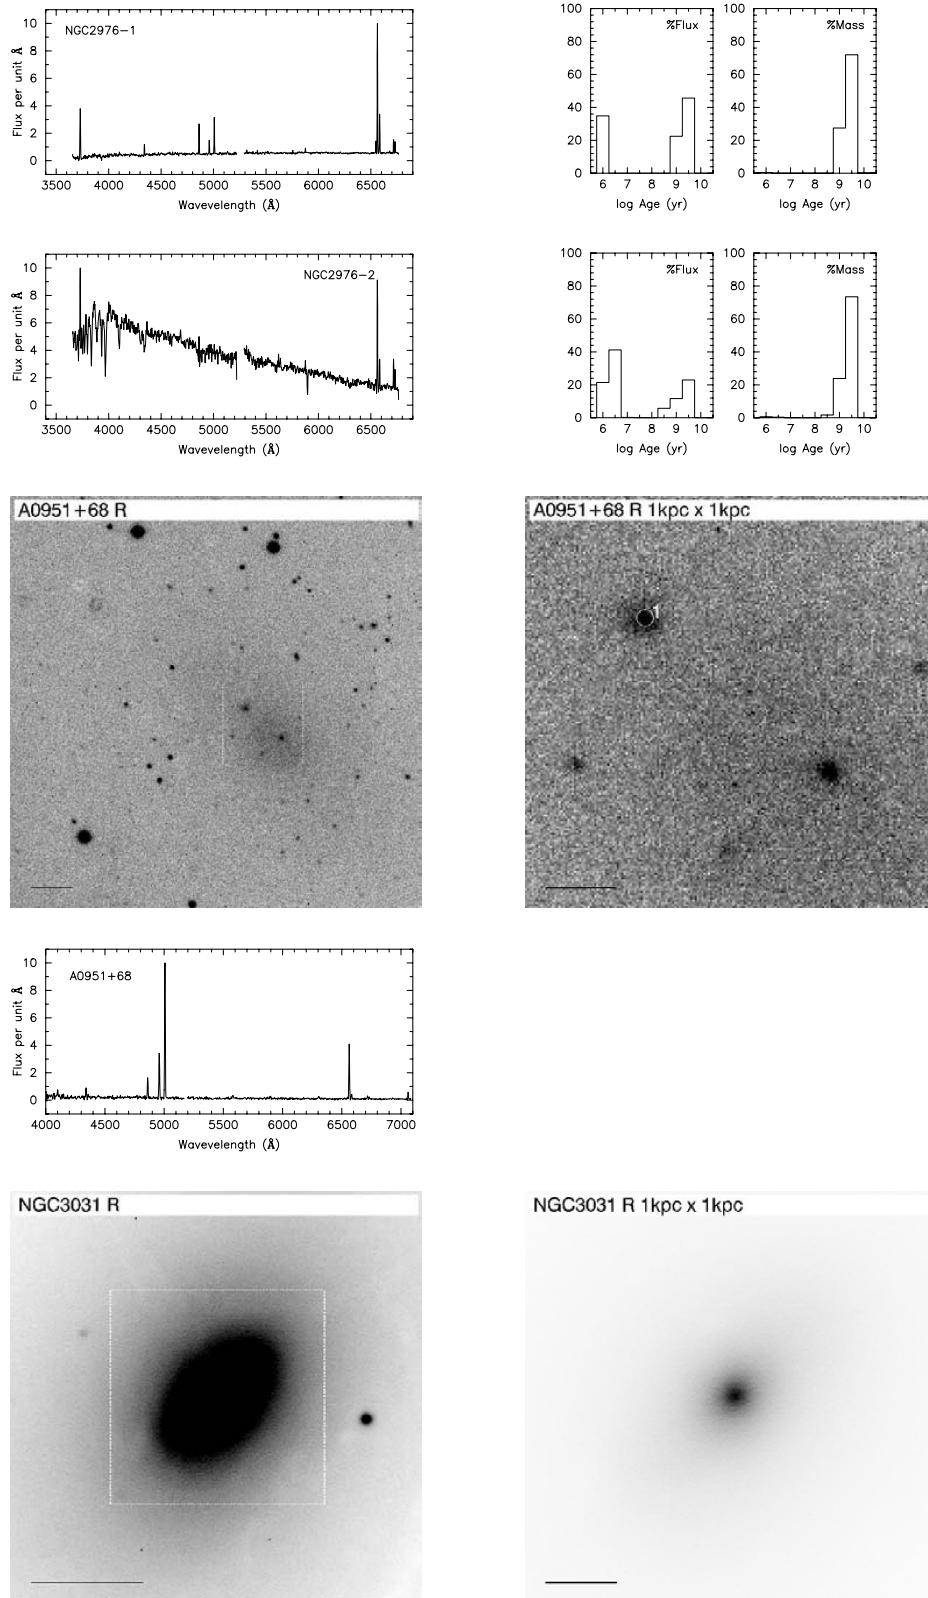 NGC2976-1
10
8
6
4
2
0
Flux per unit Å
3500 4000 4500 5000 5500 6000 6500
Wavevelength (Å)
%Flux
100
80
60
40
20
0
6 7 8 9 10
log Age (yr)
%Mass
100
80
60
40
20
0
6 7 8 9 10
log Age (yr)
NGC2976-2
10
8
6
4
2
0
Flux per unit Å
3500 4000 4500 5000 5500 6000 6500
Wavevelength (Å)
%Flux
100
80
60
40
20
0
6 7 8 9 10
log Age (yr)
%Mass
100
80
60
40
20
0
6 7 8 9 10
log Age (yr)
A0951+68 R
A0951+68 R 1kpc x 1kpc
1
A0951+68
10
8
6
4
2
0
Flux per unit Å
4000 4500 5000 5500 6000 6500 7000
Wavevelength (Å)
NGC3031 R
NGC3031 R 1kpc x 1kpc